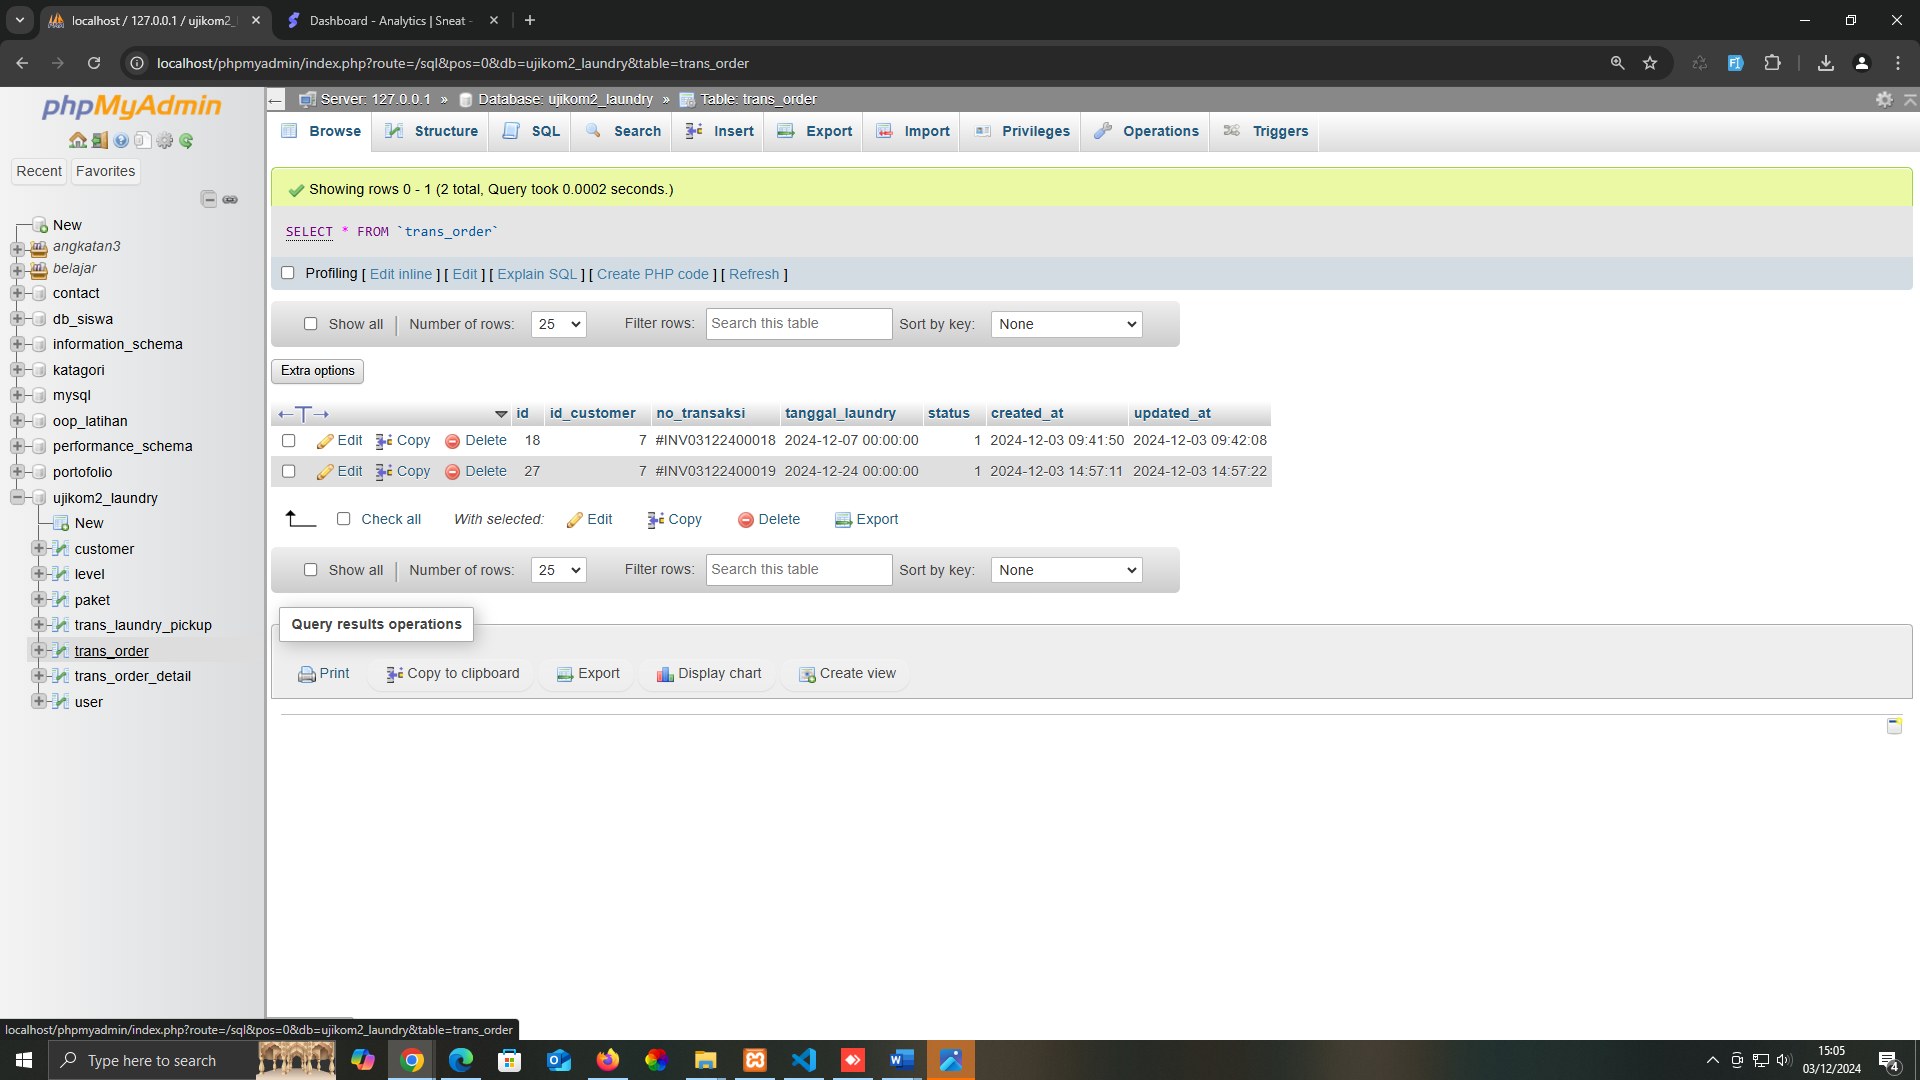 localhost / 127.0.0.1 / ujikom2_l
Dashboard - Analytics | Sneat -
localhost/phpmyadmin/index.php?route=/sql&pos=0&db=ujikom2_laundry&table=trans_order
phpMyAdmin
Recent Favorites
New
angkatan3
belajar
contact
db_siswa
information_schema
katagori
mysql
oop_latihan
performance_schema
portofolio
ujikom2_laundry
New
customer
level
paket
trans_laundry_pickup
trans_order
trans_order_detail
user
Server: 127.0.0.1 » Database: ujikom2_laundry » Table: trans_order
Browse Structure SQL Search Insert Export Import Privileges Operations Triggers
Showing rows 0 - 1 (2 total, Query took 0.0002 seconds.)
SELECT * FROM `trans_order`
Profiling [ Edit inline ] [ Edit ] [ Explain SQL ] [ Create PHP code ] [ Refresh ]
Show all | Number of rows: 25 Filter rows: Search this table Sort by key: None
Extra options
←T→ id id_customer no_transaksi tanggal_laundry status created_at updated_at
Edit Copy Delete 18 7 #INV03122400018 2024-12-07 00:00:00 1 2024-12-03 09:41:50 2024-12-03 09:42:08
Edit Copy Delete 27 7 #INV03122400019 2024-12-24 00:00:00 1 2024-12-03 14:57:11 2024-12-03 14:57:22
Check all With selected: Edit Copy Delete Export
Show all | Number of rows: 25 Filter rows: Search this table Sort by key: None
Query results operations
Print Copy to clipboard Export Display chart Create view
localhost/phpmyadmin/index.php?route=/sql&pos=0&db=ujikom2_laundry&table=trans_order
Type here to search
15:05
03/12/2024
4